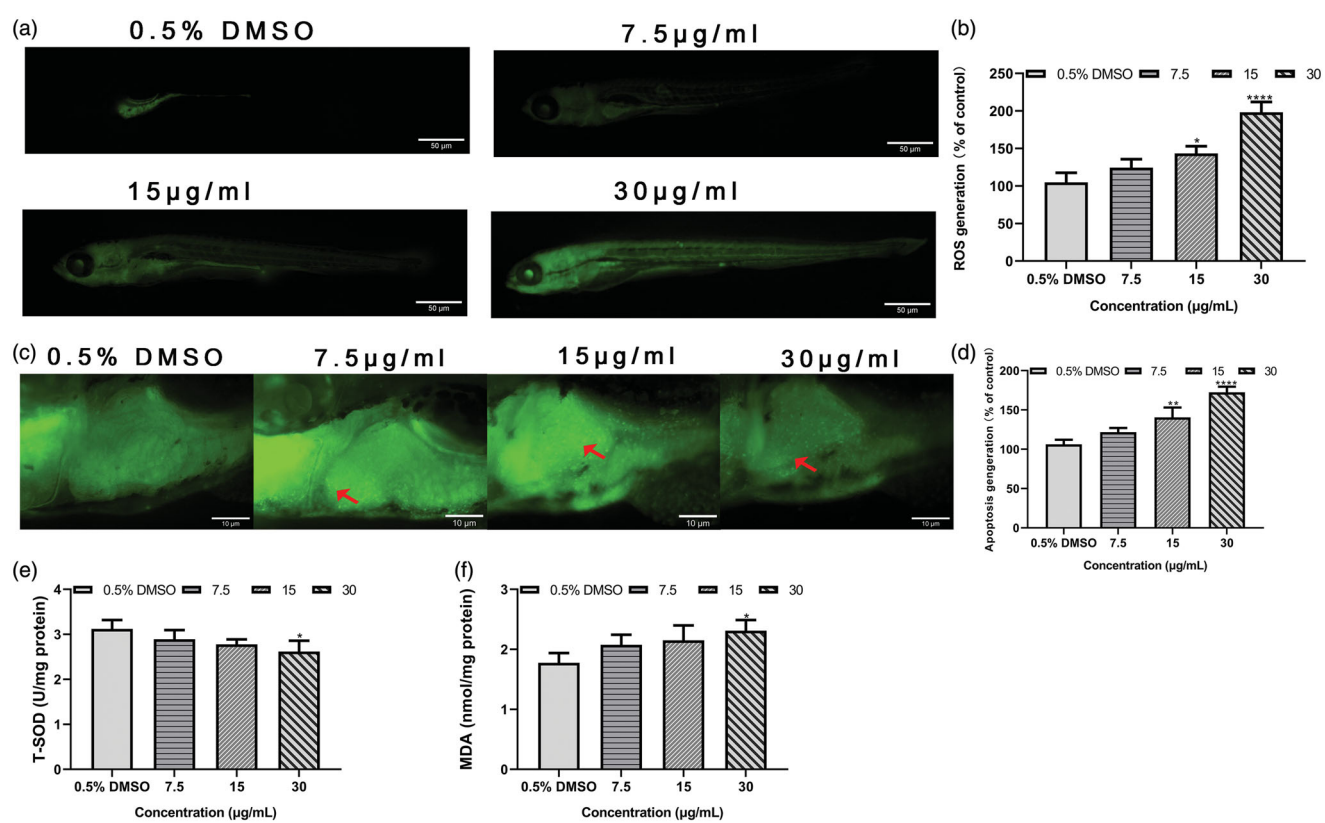 (a)
0.5% DMSO
7.5µg/ml
50 µm
50 µm
15µg/ml
30µg/ml
50 µm
50 µm
(b)
0.5% DMSO 7.5 15 30
250
200
150
100
50
0
ROS generation (% of control)
*
****
0.5% DMSO 7.5 15 30
Concentration (µg/mL)
(c)
0.5% DMSO
7.5µg/ml
15µg/ml
30µg/ml
10 µm
10 µm
10 µm
10 µm
(d)
0.5% DMSO 7.5 15 30
200
150
100
50
0
Apoptosis gengeration (% of control)
**
****
0.5% DMSO 7.5 15 30
Concentration (µg/mL)
(e)
0.5% DMSO 7.5 15 30
4
3
2
1
0
T-SOD (U/mg protein)
*
0.5% DMSO 7.5 15 30
Concentration (µg/mL)
(f)
0.5% DMSO 7.5 15 30
3
2
1
0
MDA (nmol/mg protein)
*
0.5% DMSO 7.5 15 30
Concentration (µg/mL)